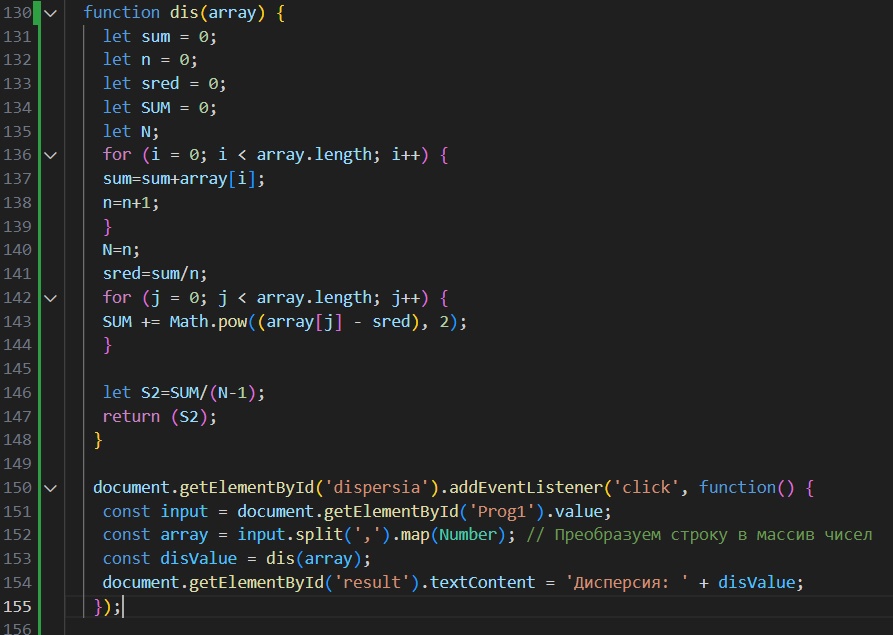 130 function dis(array) {
131 let sum = 0;
132 let n = 0;
133 let sred = 0;
134 let SUM = 0;
135 let N;
136 for (i = 0; i < array.length; i++) {
137 sum=sum+array[i];
138 n=n+1;
139 }
140 N=n;
141 sred=sum/n;
142 for (j = 0; j < array.length; j++) {
143 SUM += Math.pow((array[j] - sred), 2);
144 }
145
146 let S2=SUM/(N-1);
147 return (S2);
148 }
149
150 document.getElementById('dispersia').addEventListener('click', function() {
151 const input = document.getElementById('Prog1').value;
152 const array = input.split(',').map(Number); // Преобразуем строку в массив чисел
153 const disValue = dis(array);
154 document.getElementById('result').textContent = 'Дисперсия: ' + disValue;
155 });
156